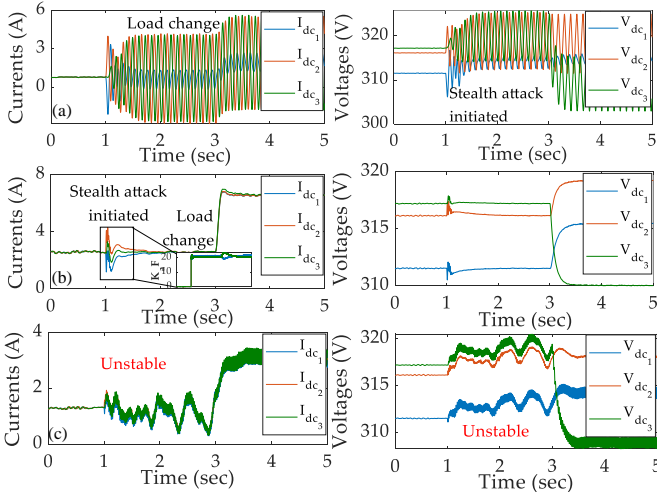 6
4
2
0
Currents (A)
Load change
I dc1
I dc2
I dc3
(a)
0 1 2 3 4 5
Time (sec)
320
310
300
Voltages (V)
Stealth attack
initiated
V dc1
V dc2
V dc3
0 1 2 3 4 5
Time (sec)
8
6
4
2
0
Currents (A)
Stealth attack
initiated
Load
change
20
10
0
I dc1
I dc2
I dc3
(b)
0 1 2 3 4 5
Time (sec)
320
315
310
Voltages (V)
V dc1
V dc2
V dc3
0 1 2 3 4 5
Time (sec)
4
2
0
Currents (A)
Unstable
I dc1
I dc2
I dc3
(c)
0 1 2 3 4 5
Time (sec)
320
315
310
Voltages (V)
Unstable
V dc1
V dc2
V dc3
0 1 2 3 4 5
Time (sec)